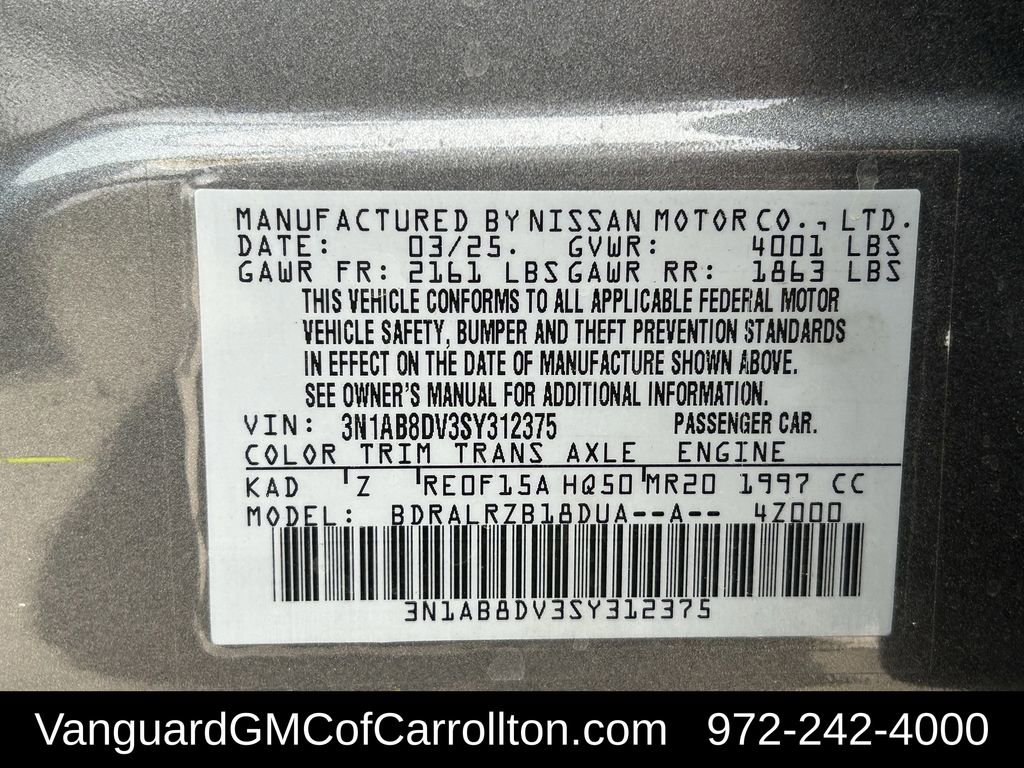 MANUFACTURED BY NISSAN MOTOR CO., LTD.
DATE: 03/25. GVWR: 4001 LBS
GAWR FR: 2161 LBS GAWR RR: 1863 LBS
THIS VEHICLE CONFORMS TO ALL APPLICABLE FEDERAL MOTOR
VEHICLE SAFETY, BUMPER AND THEFT PREVENTION STANDARDS
IN EFFECT ON THE DATE OF MANUFACTURE SHOWN ABOVE.
SEE OWNER'S MANUAL FOR ADDITIONAL INFORMATION.
VIN: 3N1AB8DV3SY312375 PASSENGER CAR.
COLOR TRIM TRANS AXLE ENGINE
KAD Z RE0F15A HQ50 MR20 1997 CC
MODEL: BDRALRZB18DUA--A-- 4Z000
3N1AB8DV3SY312375
VanguardGMCofCarrollton.com 972-242-4000